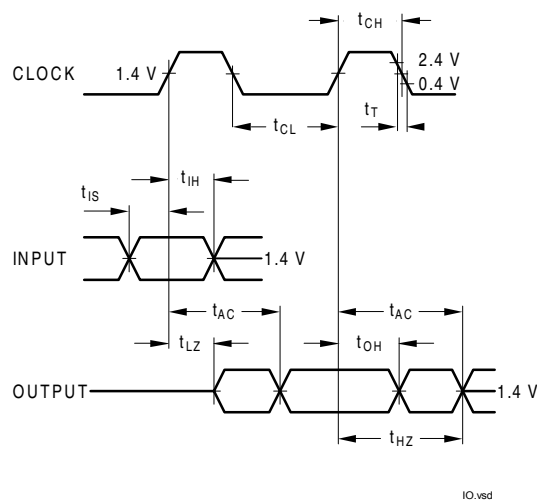 tCH
CLOCK
1.4 V
2.4 V
0.4 V
tT
tCL
tIH
tIS
INPUT
1.4 V
tAC
tAC
tLZ
tOH
OUTPUT
1.4 V
tHZ
IO.vsd